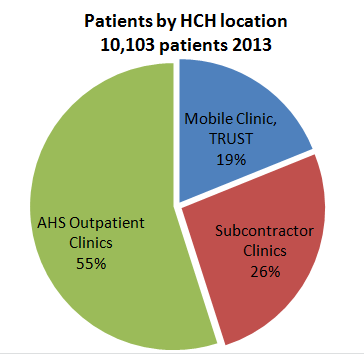 Patients by HCH location
10,103 patients 2013
Mobile Clinic,
TRUST
19%
Subcontractor
Clinics
26%
AHS Outpatient
Clinics
55%